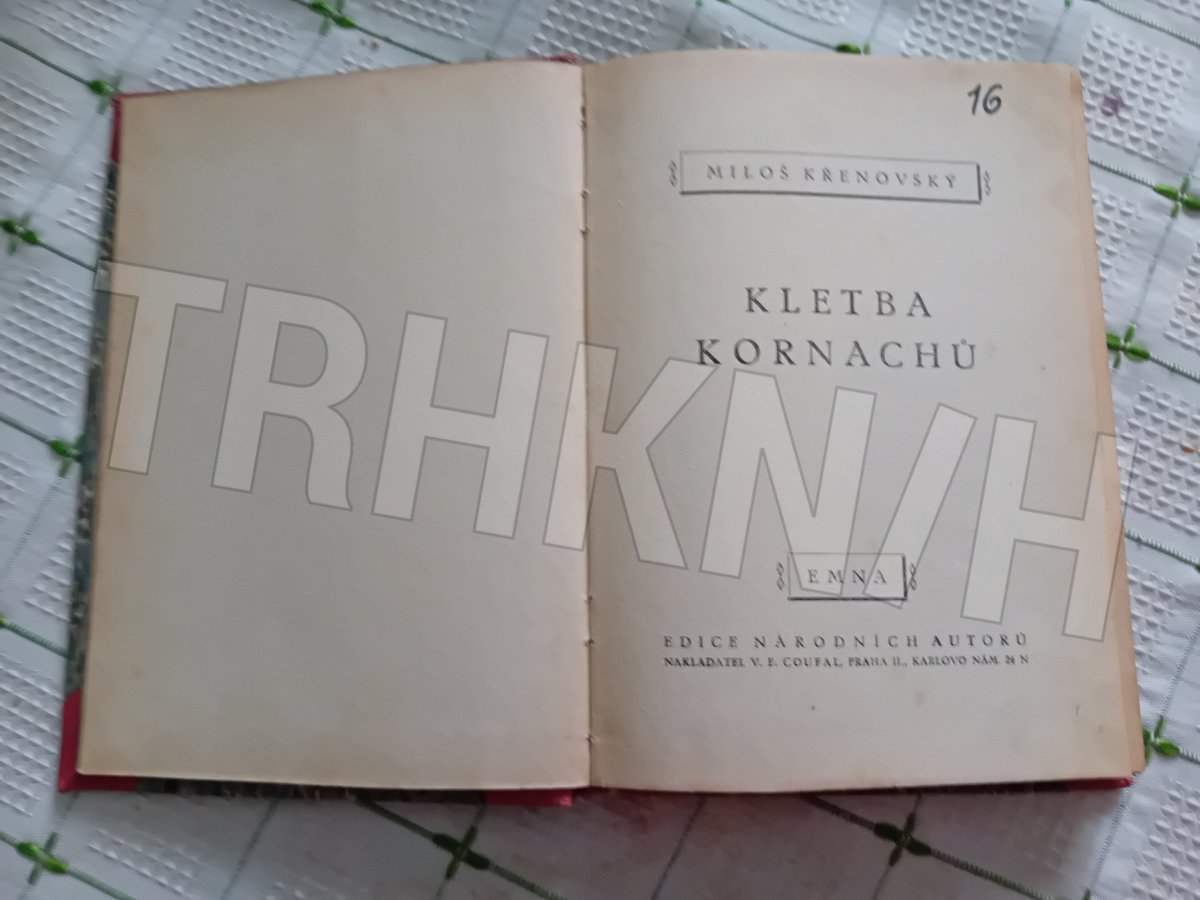 16
MILOŠ KŘENOVSKÝ
KLETBA
KORNACHŮ
TRHKNIH
EMNA
EDICE NÁRODNÍCH AUTORŮ
NAKLADATEL V. E. COUFAL, PRAHA II., KARLOVO NÁM. 24 N